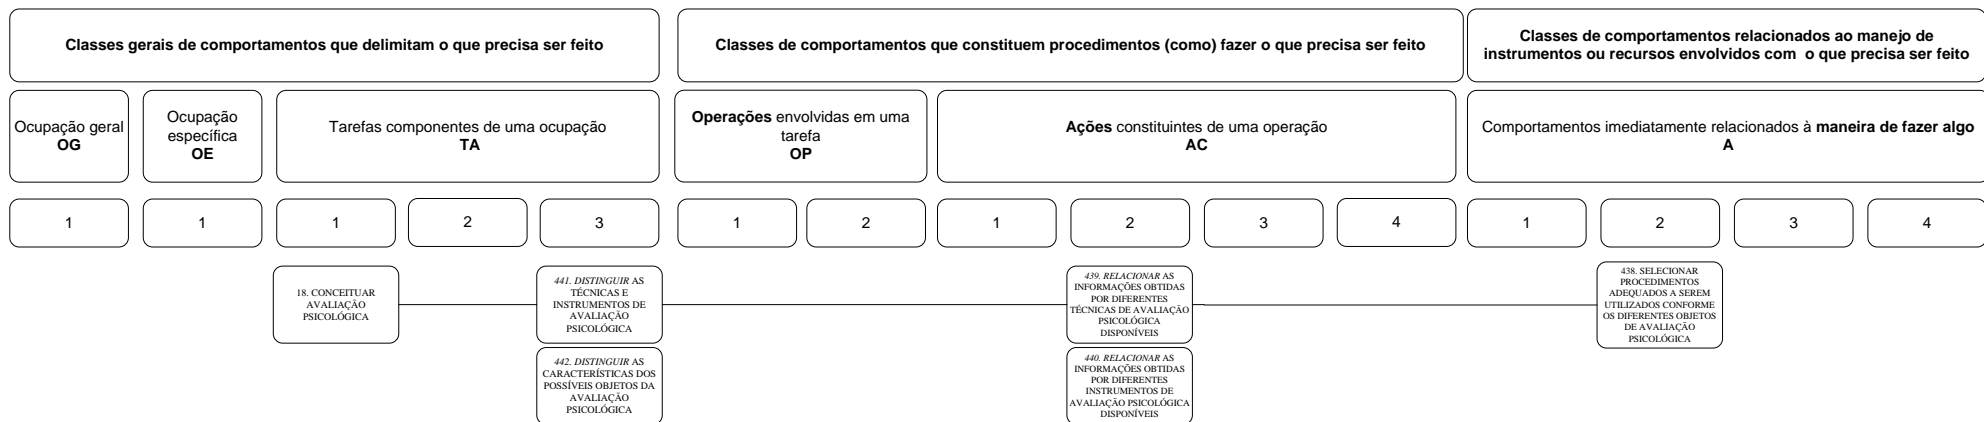 Classes gerais de comportamentos que delimitam o que precisa ser feito
Classes de comportamentos que constituem procedimentos (como) fazer o que precisa ser feito
Classes de comportamentos relacionados ao manejo de
instrumentos ou recursos envolvidos com o que precisa ser feito
Ocupação geral
OG
Ocupação
específica
OE
Tarefas componentes de uma ocupação
TA
Operações envolvidas em uma
tarefa
OP
Ações constituintes de uma operação
AC
Comportamentos imediatamente relacionados à maneira de fazer algo
A
1
1
1
2
3
1
2
1
2
3
4
1
2
3
4
18. CONCEITUAR
AVALIAÇÃO
PSICOLÓGICA
441. DISTINGUIR AS
TÉCNICAS E
INSTRUMENTOS DE
AVALIAÇÃO
PSICOLÓGICA
439. RELACIONAR AS
INFORMAÇÕES OBTIDAS
POR DIFERENTES
TÉCNICAS DE AVALIAÇÃO
PSICOLÓGICA
DISPONÍVEIS
438. SELECIONAR
PROCEDIMENTOS
ADEQUADOS A SEREM
UTILIZADOS CONFORME
OS DIFERENTES OBJETOS
DE AVALIAÇÃO
PSICOLÓGICA
442. DISTINGUIR AS
CARACTERÍSTICAS DOS
POSSÍVEIS OBJETOS DA
AVALIAÇÃO
PSICOLÓGICA
440. RELACIONAR AS
INFORMAÇÕES OBTIDAS
POR DIFERENTES
INSTRUMENTOS DE
AVALIAÇÃO PSICOLÓGICA
DISPONÍVEIS